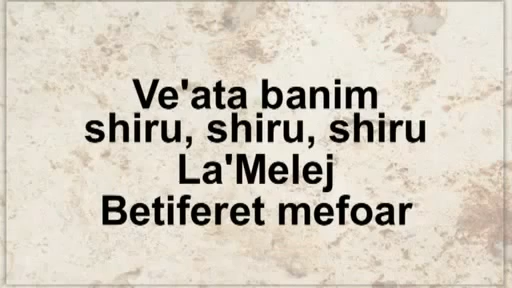 Ve'ata banim
shiru, shiru, shiru
La'Melej
Betiferet mefoar